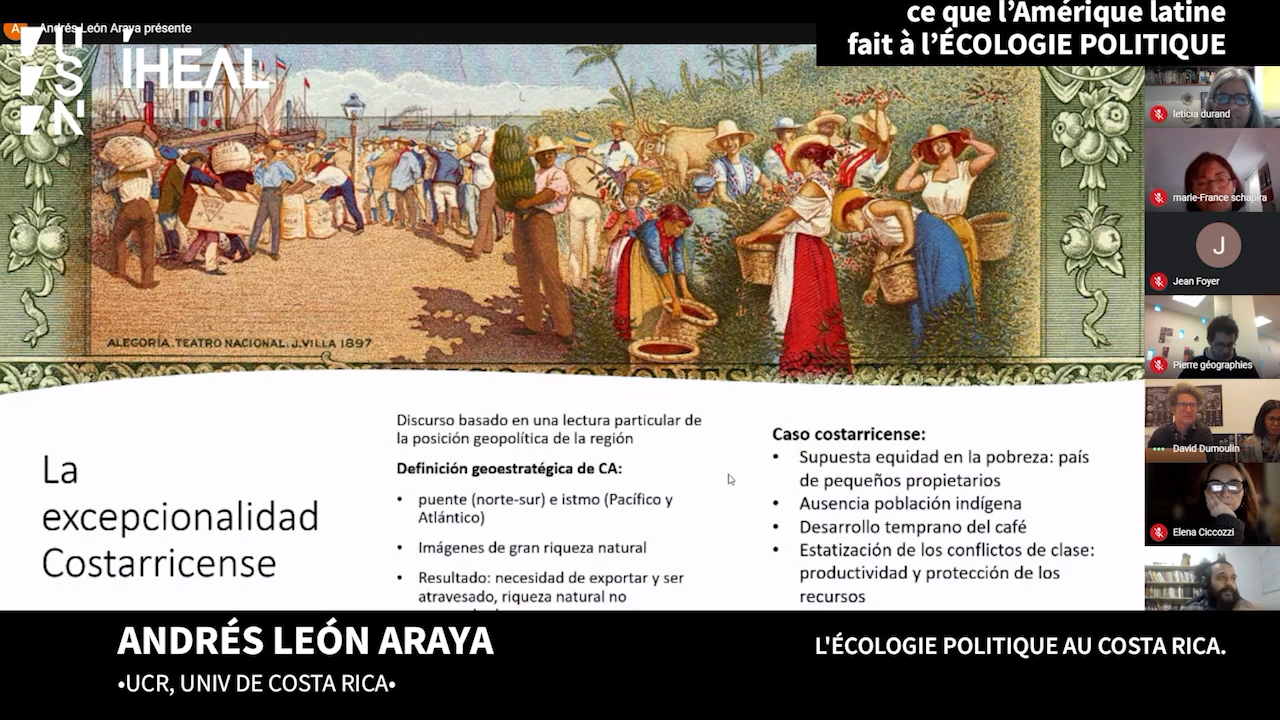 Andrés León Araya présente
A
U
S
N
IHEAL
ce que l’Amérique latine
fait à l’ÉCOLOGIE POLITIQUE
ALEGORÍA. TEATRO NACIONAL. J. VILLA 1897
La
excepcionalidad
Costarricense
Discurso basado en una lectura particular de
la posición geopolítica de la región
Definición geoestratégica de CA:
• puente (norte-sur) e istmo (Pacífico y
Atlántico)
• Imágenes de gran riqueza natural
• Resultado: necesidad de exportar y ser
atravesado, riqueza natural no
Caso costarricense:
• Supuesta equidad en la pobreza: país
de pequeños propietarios
• Ausencia población indígena
• Desarrollo temprano del café
• Estatización de los conflictos de clase:
productividad y protección de los
recursos
leticia durand
marie-France schapira
J
Jean Foyer
Pierre géographies
David Dumoulin
Elena Ciccozzi
ANDRÉS LEÓN ARAYA
•UCR, UNIV DE COSTA RICA•
L'ÉCOLOGIE POLITIQUE AU COSTA RICA.